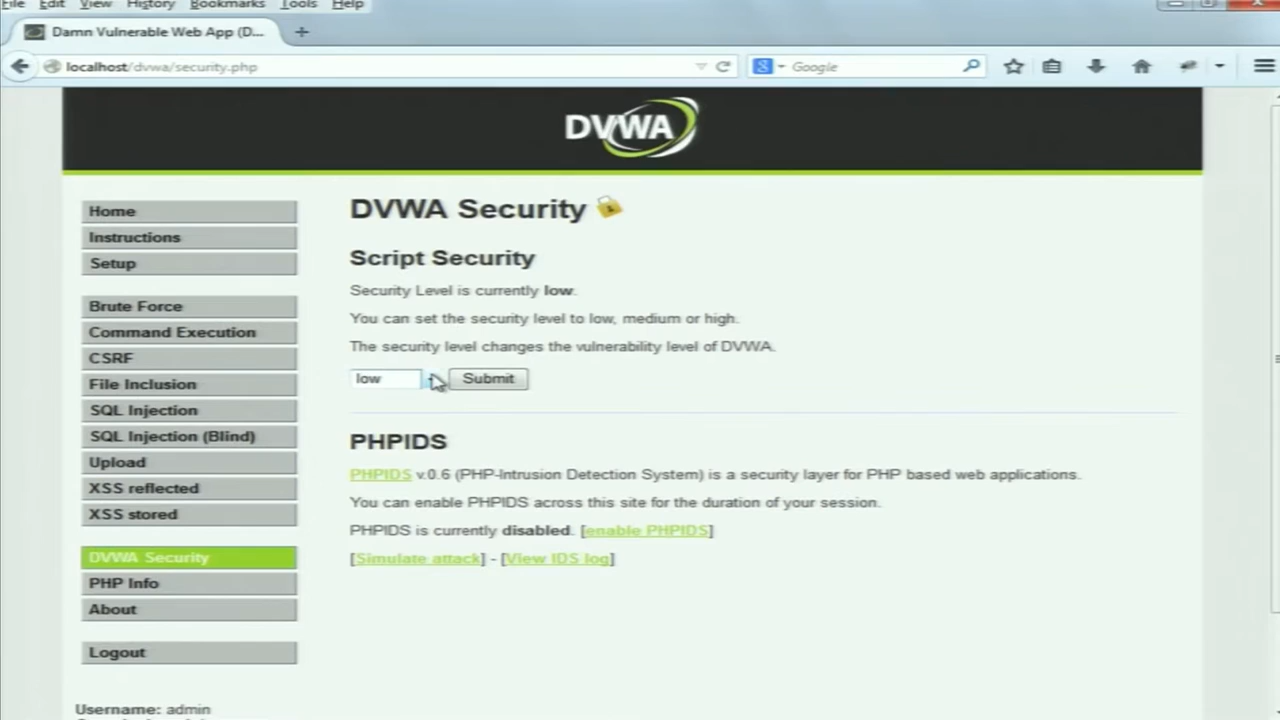 File Edit View History Bookmarks Tools Help
Damn Vulnerable Web App (D...
localhost/dvwa/security.php
Google
DVWA
Home
Instructions
Setup
Brute Force
Command Execution
CSRF
File Inclusion
SQL Injection
SQL Injection (Blind)
Upload
XSS reflected
XSS stored
DVWA Security
PHP Info
About
Logout
Username: admin
DVWA Security
Script Security
Security Level is currently low.
You can set the security level to low, medium or high.
The security level changes the vulnerability level of DVWA.
low Submit
PHPIDS
PHPIDS v.0.6 (PHP-Intrusion Detection System) is a security layer for PHP based web applications.
You can enable PHPIDS across this site for the duration of your session.
PHPIDS is currently disabled. [enable PHPIDS]
[Simulate attack] - [View IDS log]